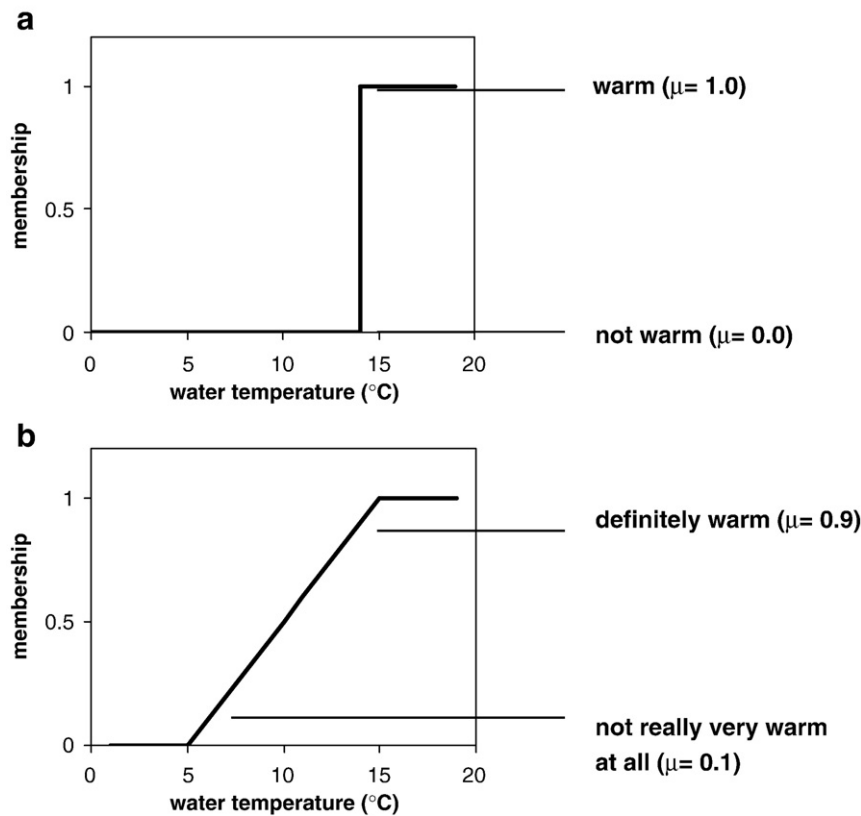 a
1
0.5
0
membership
0 5 10 15 20
water temperature (°C)
warm (μ= 1.0)
not warm (μ= 0.0)
b
1
0.5
0
membership
0 5 10 15 20
water temperature (°C)
definitely warm (μ= 0.9)
not really very warm
at all (μ= 0.1)